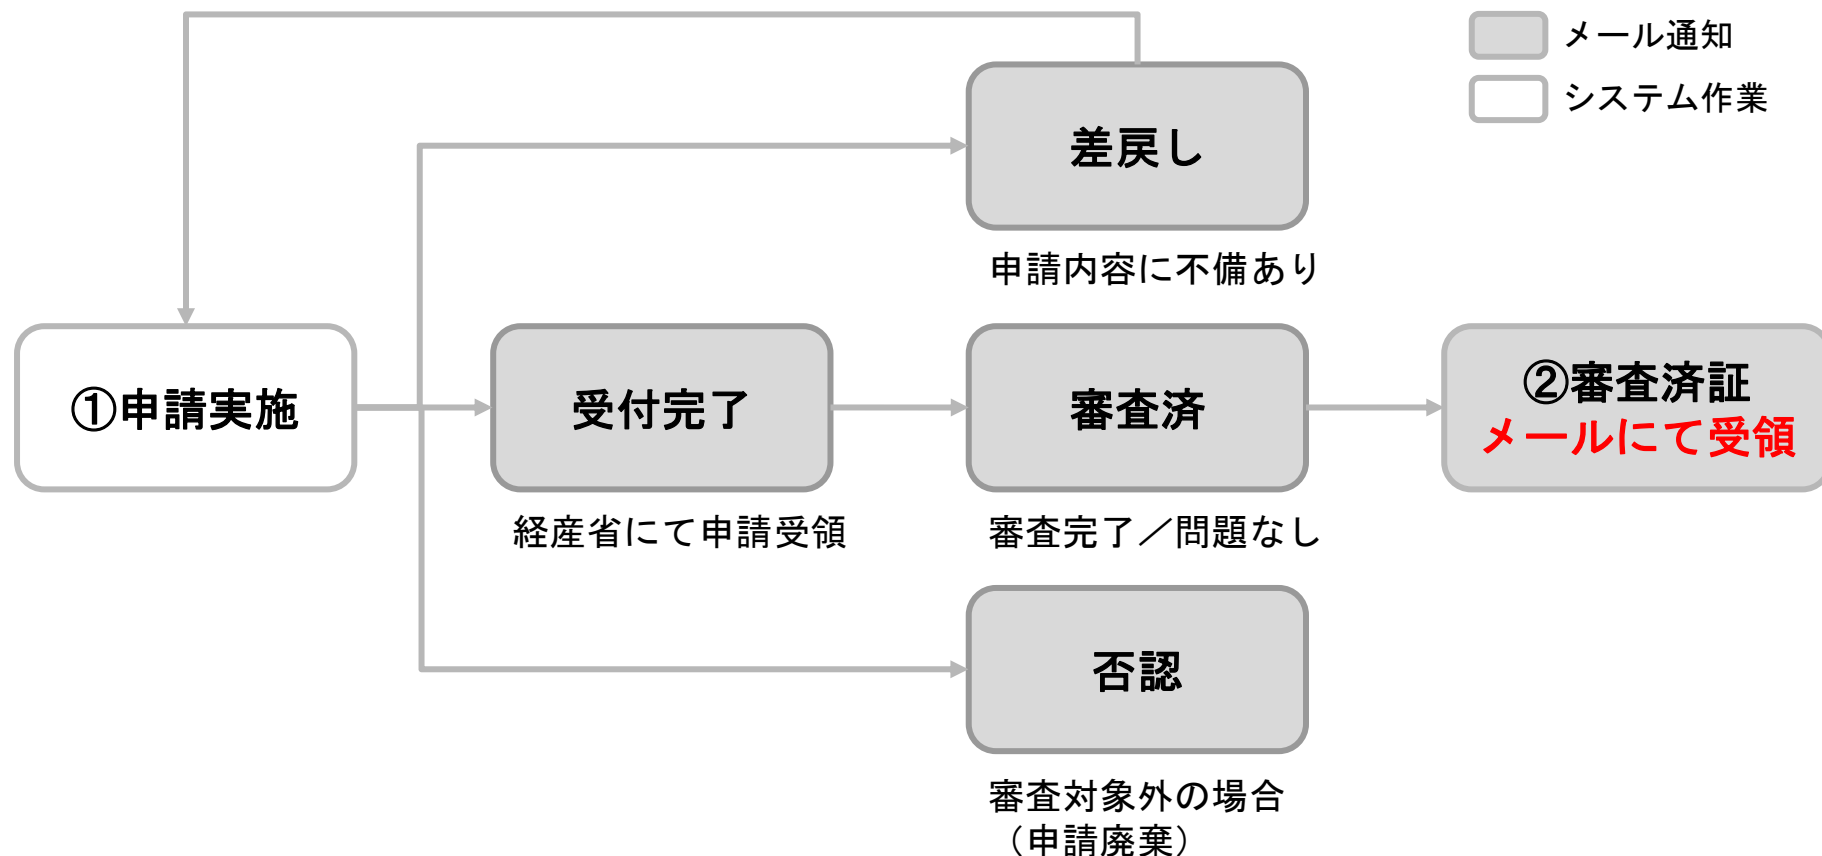 メール通知
システム作業
差戻し
申請内容に不備あり
①申請実施
受付完了
経産省にて申請受領
審査済
審査完了／問題なし
②審査済証
メールにて受領
否認
審査対象外の場合
（申請廃棄）